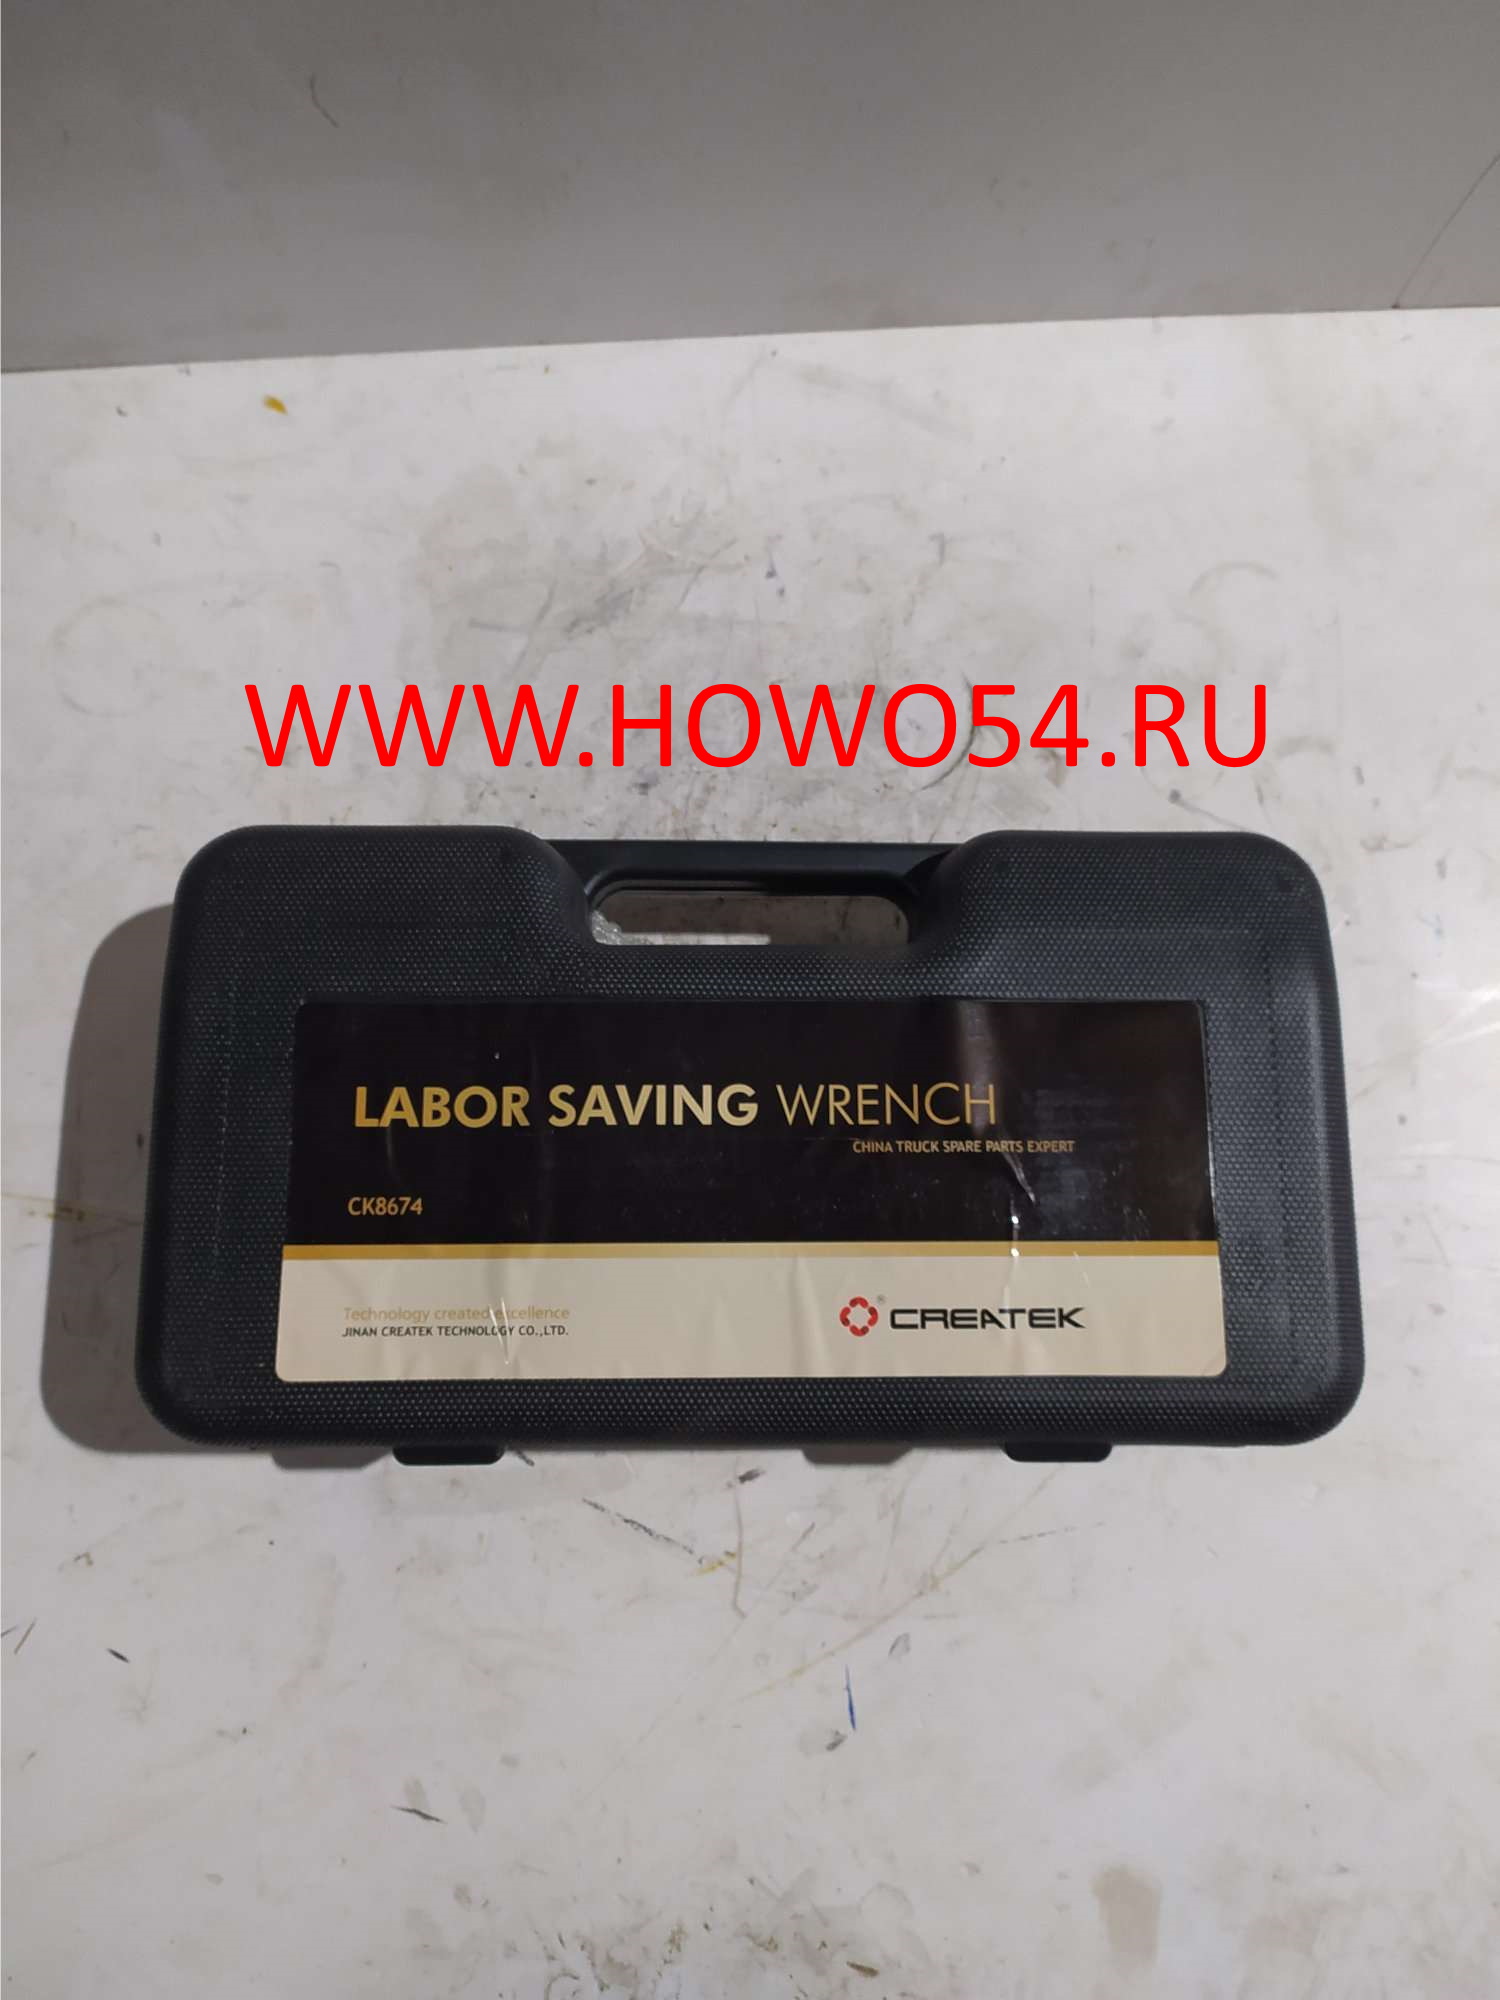 WWW.HOWO54.RU
LABOR SAVING WRENCH
CHINA TRUCK SPARE PARTS EXPERT
CK8674
Technology created excellence
JINAN CREATEK TECHNOLOGY CO.,LTD.
® CREATEK